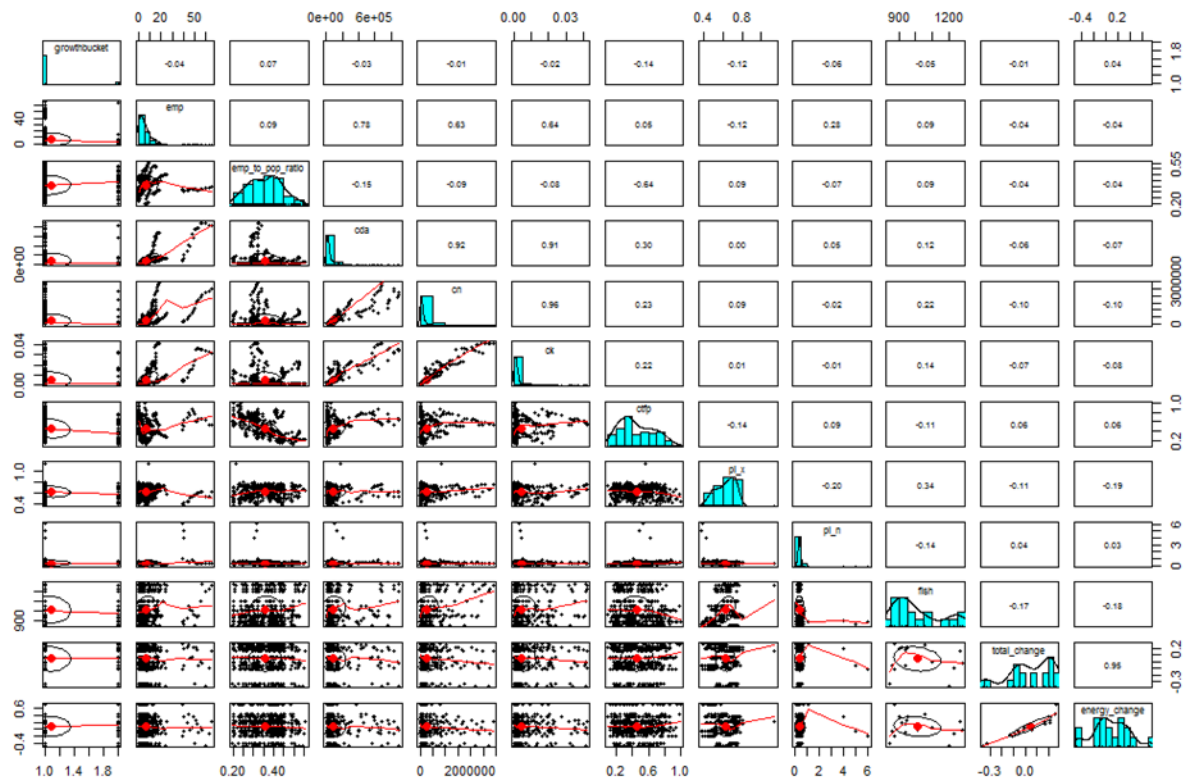 0 20 50 0e+00 6e+05 0.00 0.03 0.4 0.8 900 1200 -0.4 0.2
growthbucket -0.04 0.07 -0.03 -0.01 -0.02 -0.14 -0.12 -0.06 -0.05 -0.01 0.04 1.0 1.8
0 40 emp 0.09 0.78 0.63 0.64 0.05 -0.12 0.28 0.09 -0.04 -0.04
emp_to_pop_ratio -0.15 -0.09 -0.08 -0.64 0.09 -0.07 0.09 -0.04 -0.04 0.20 0.55
0e+00 cda 0.92 0.91 0.30 0.00 0.05 0.12 -0.06 -0.07
cn 0.96 0.23 0.09 -0.02 0.22 -0.10 -0.10 0 3000000
0.00 0.04 ck 0.22 0.01 -0.01 0.14 -0.07 -0.08
ctfp -0.14 0.09 -0.11 0.06 0.06 0.2 1.0
0.4 1.0 pl_x -0.20 0.34 -0.11 -0.19
pl_n -0.14 0.04 0.03 0 3 6
900 fish -0.17 -0.18
total_change 0.95 -0.3 0.2
-0.4 0.6 energy_change
1.0 1.4 1.8 0.20 0.40 0 2000000 0.2 0.6 1.0 0 2 4 6 -0.3 0.0